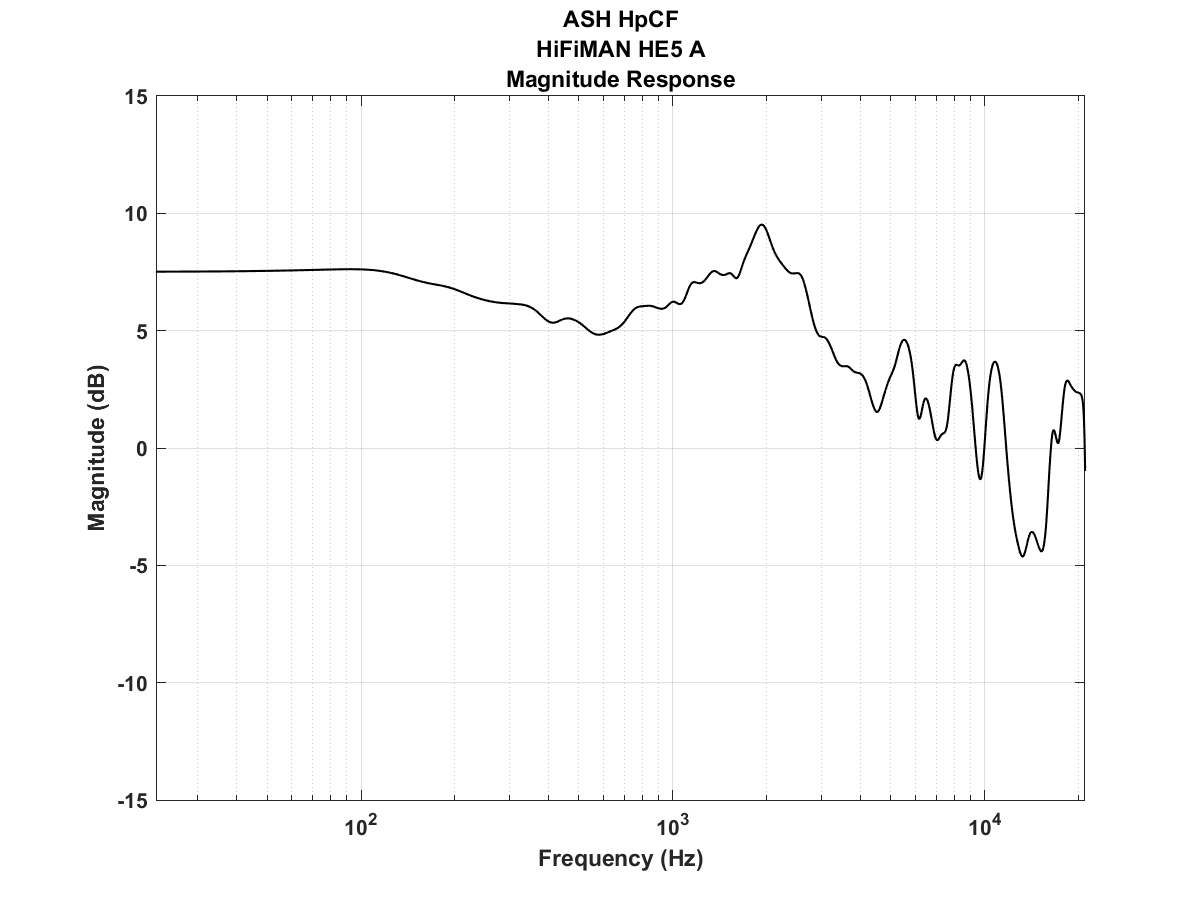 ASH HpCF
HiFiMAN HE5 A
Magnitude Response
15
10
5
0
-5
-10
-15
Magnitude (dB)
10² 10³ 10⁴
Frequency (Hz)